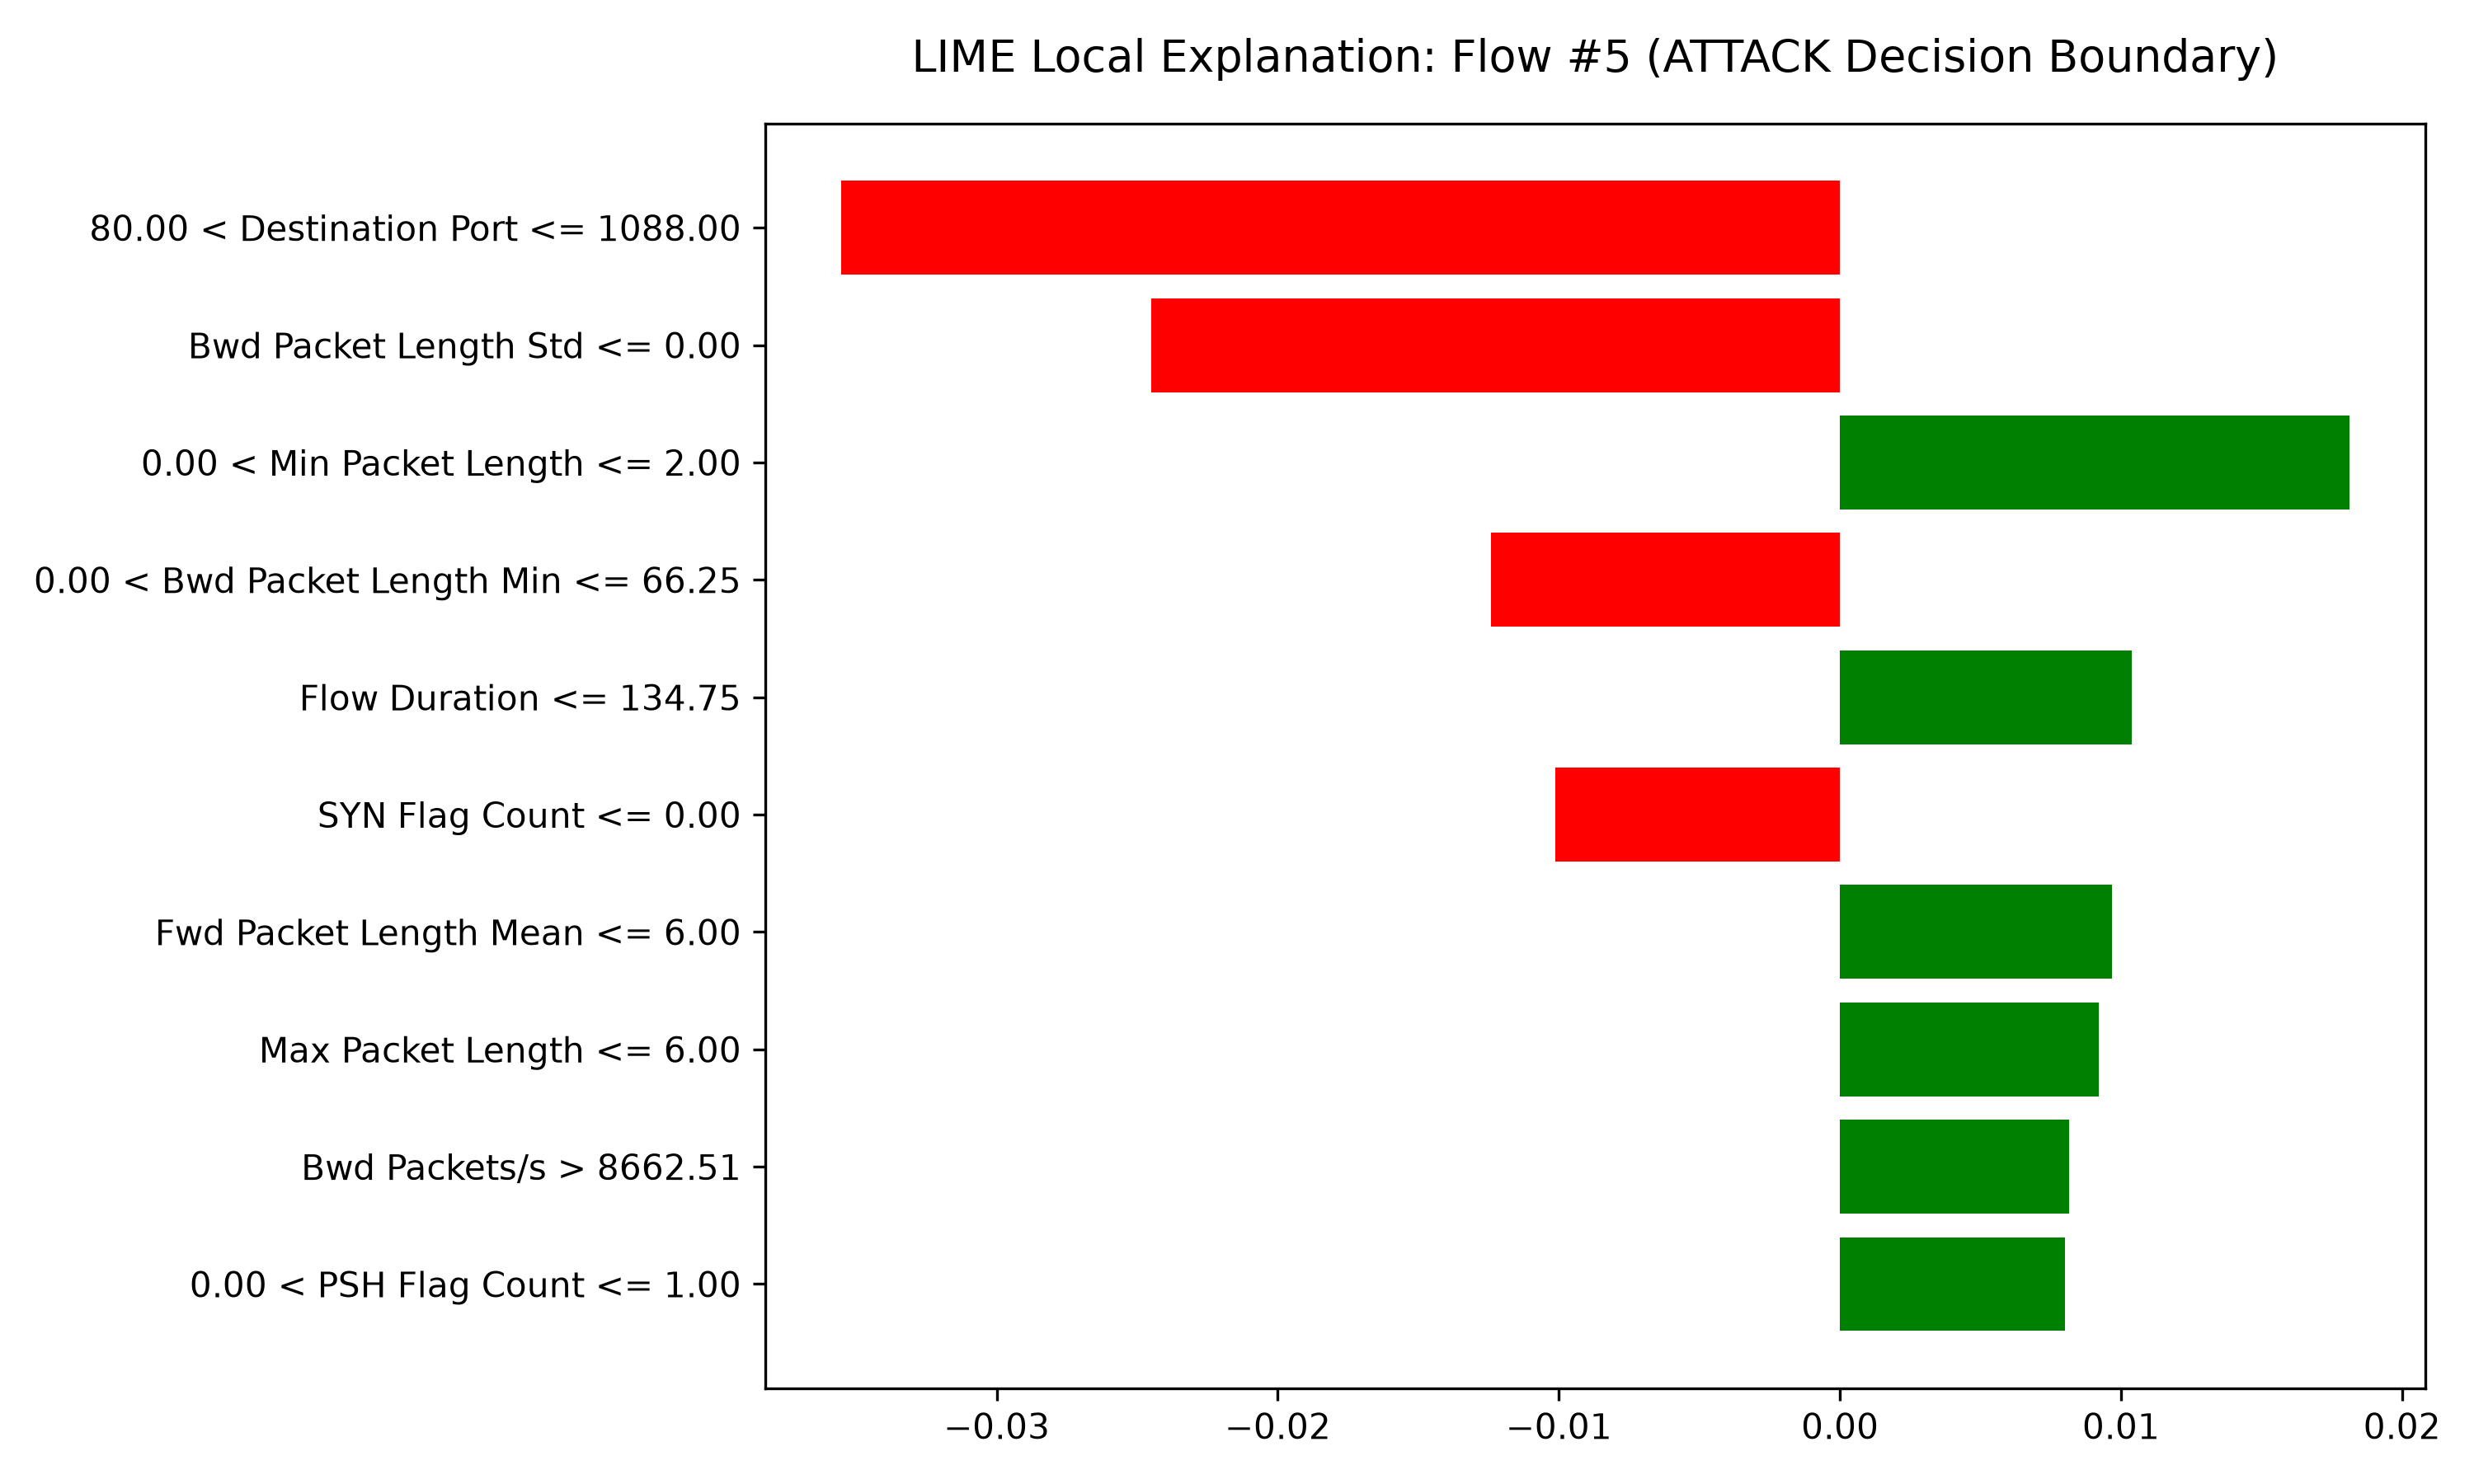 LIME Local Explanation: Flow #5 (ATTACK Decision Boundary)
80.00 < Destination Port <= 1088.00
Bwd Packet Length Std <= 0.00
0.00 < Min Packet Length <= 2.00
0.00 < Bwd Packet Length Min <= 66.25
Flow Duration <= 134.75
SYN Flag Count <= 0.00
Fwd Packet Length Mean <= 6.00
Max Packet Length <= 6.00
Bwd Packets/s > 8662.51
0.00 < PSH Flag Count <= 1.00
−0.03 −0.02 −0.01 0.00 0.01 0.02